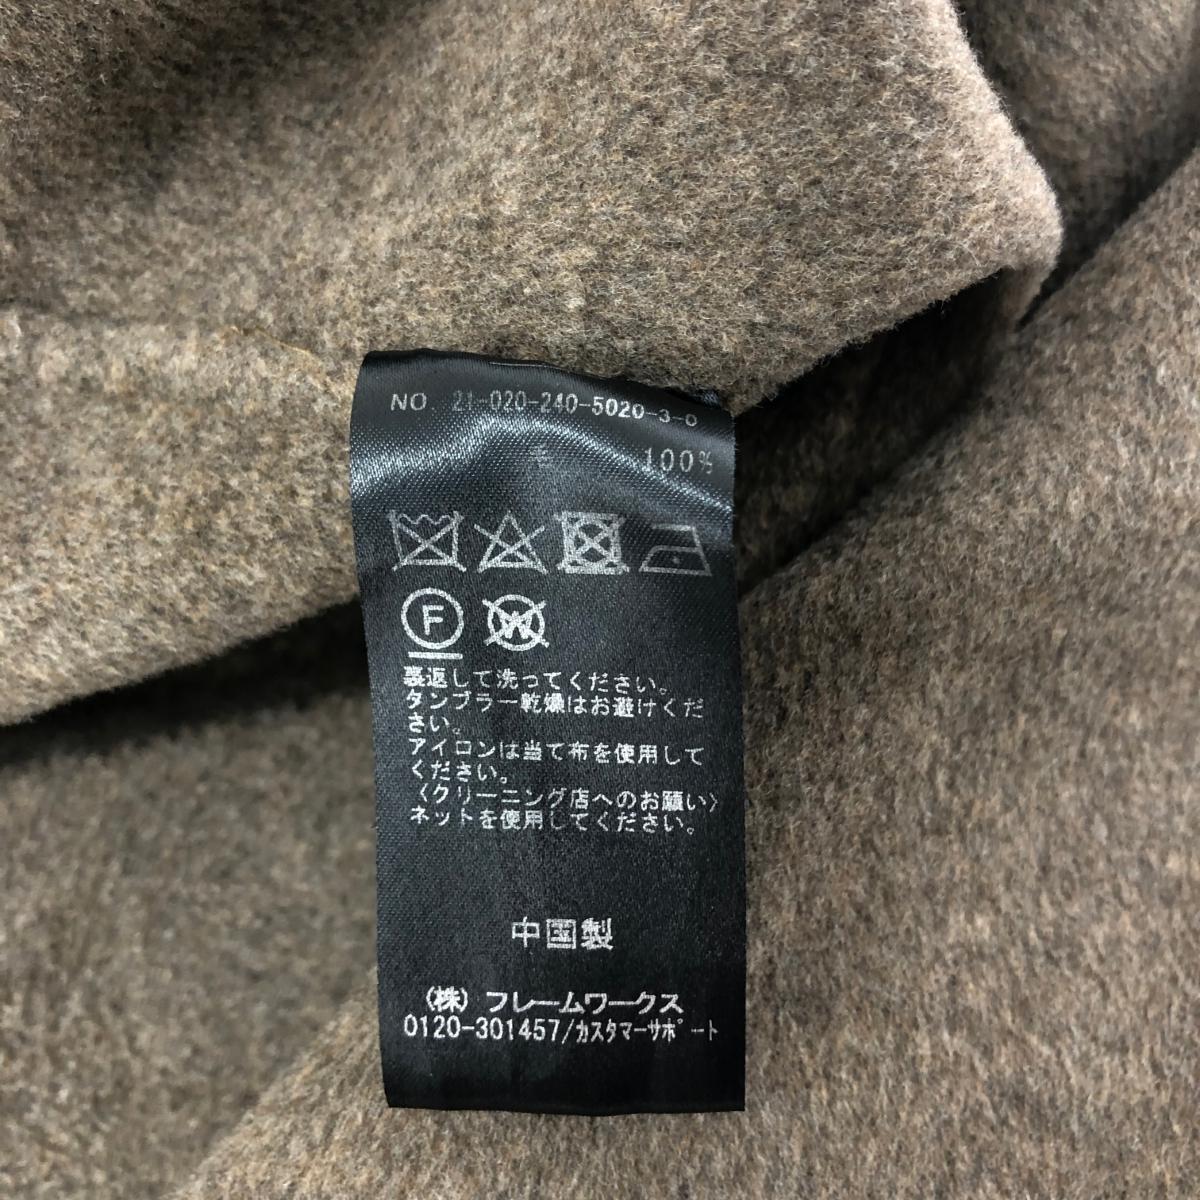 NO 21-020-240-5020-3-0
毛 100%
F
W
裏返して洗ってください。
タンブラー乾燥はお避けくだ
さい。
アイロンは当て布を使用して
ください。
〈クリーニング店へのお願い〉
ネットを使用してください。
中国製
(株) フレームワークス
0120-301457/カスタマーサポート